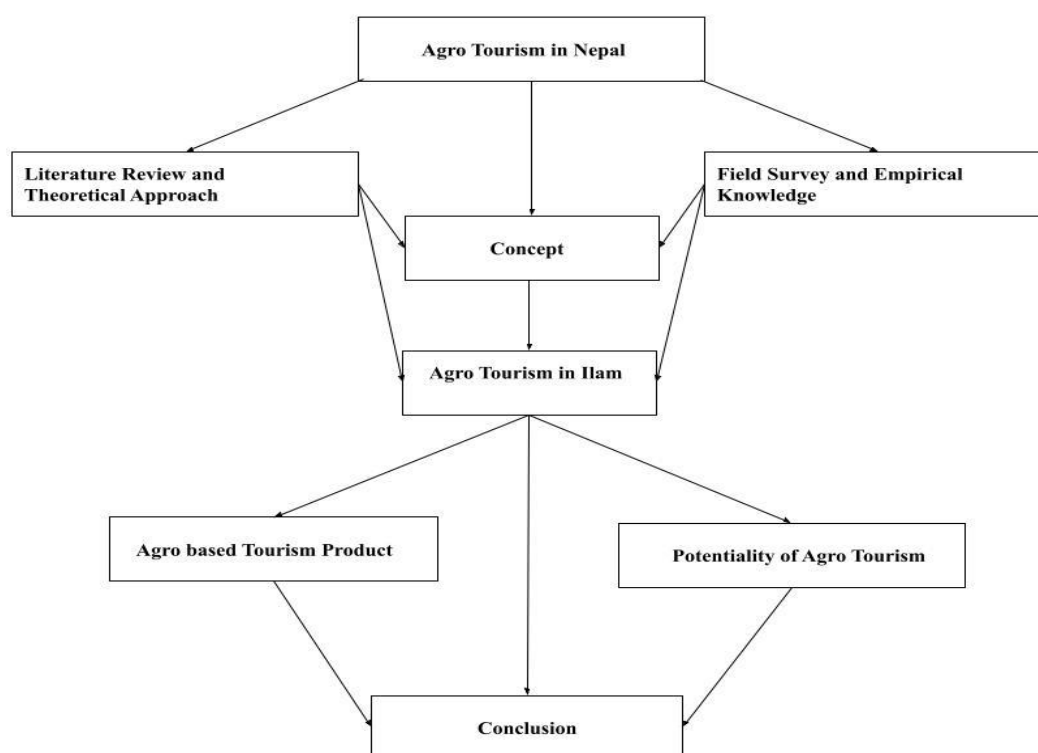 Agro Tourism in Nepal
Literature Review and
Theoretical Approach
Field Survey and Empirical
Knowledge
Concept
Agro Tourism in Ilam
Agro based Tourism Product
Potentiality of Agro Tourism
Conclusion